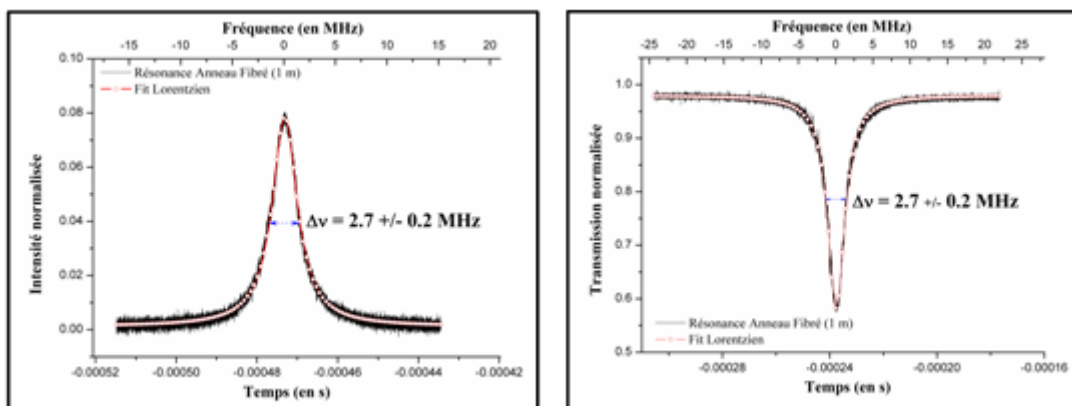 Fréquence (en MHz)
-15 -10 -5 0 5 10 15 20
0.10
0.08
0.06
0.04
0.02
0.00
Intensité normalisée
Résonance Anneau Fibré (1 m)
Fit Lorentzien
Δν = 2.7 +/- 0.2 MHz
-0.00052 -0.00050 -0.00048 -0.00046 -0.00044 -0.00042
Temps (en s)
Fréquence (en MHz)
-25 -20 -15 -10 -5 0 5 10 15 20 25
1.0
0.9
0.8
0.7
0.6
0.5
Transmission normalisée
Δν = 2.7 +/- 0.2 MHz
Résonance Anneau Fibré (1 m)
Fit Lorentzien
-0.00028 -0.00024 -0.00020 -0.00016
Temps (en s)